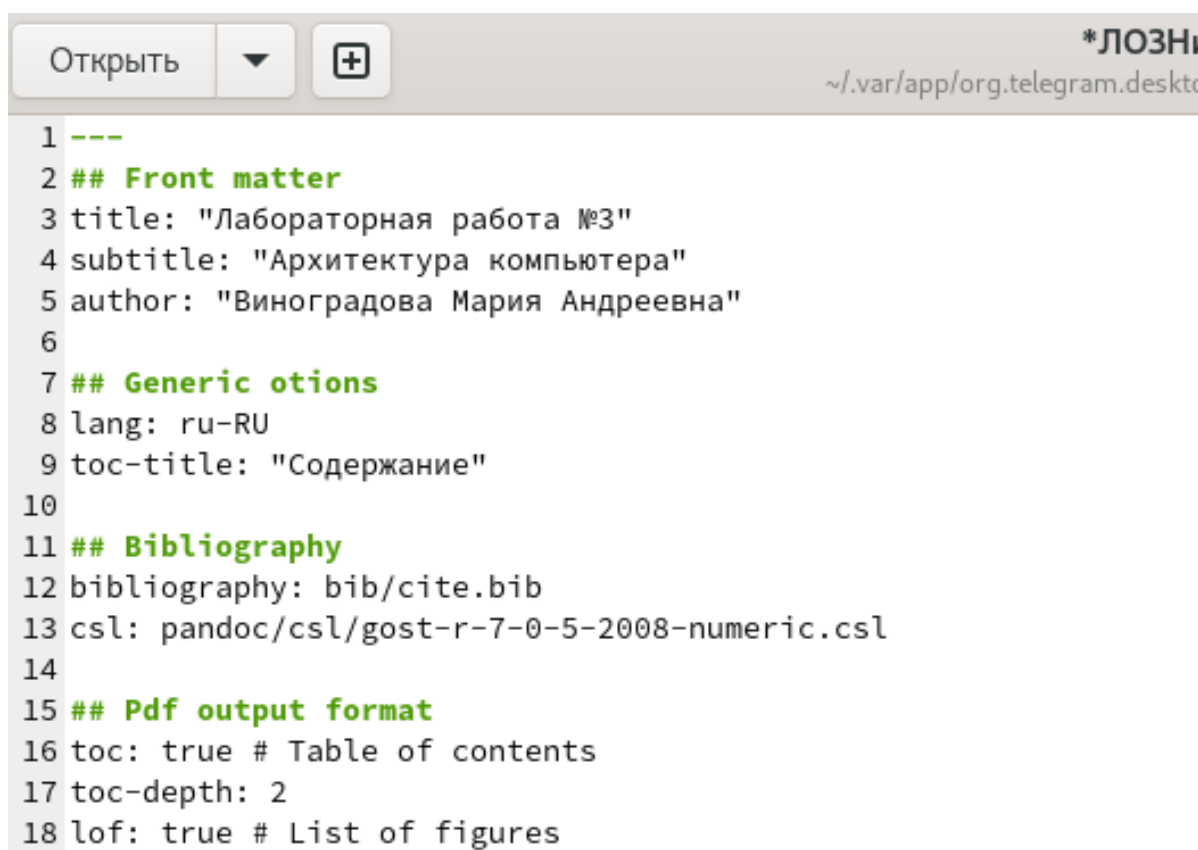 Открыть
*ЛО3Ни
~/.var/app/org.telegram.deskto
1 ---
2 ## Front matter
3 title: "Лабораторная работа №3"
4 subtitle: "Архитектура компьютера"
5 author: "Виноградова Мария Андреевна"
6
7 ## Generic otions
8 lang: ru-RU
9 toc-title: "Содержание"
10
11 ## Bibliography
12 bibliography: bib/cite.bib
13 csl: pandoc/csl/gost-r-7-0-5-2008-numeric.csl
14
15 ## Pdf output format
16 toc: true # Table of contents
17 toc-depth: 2
18 lof: true # List of figures